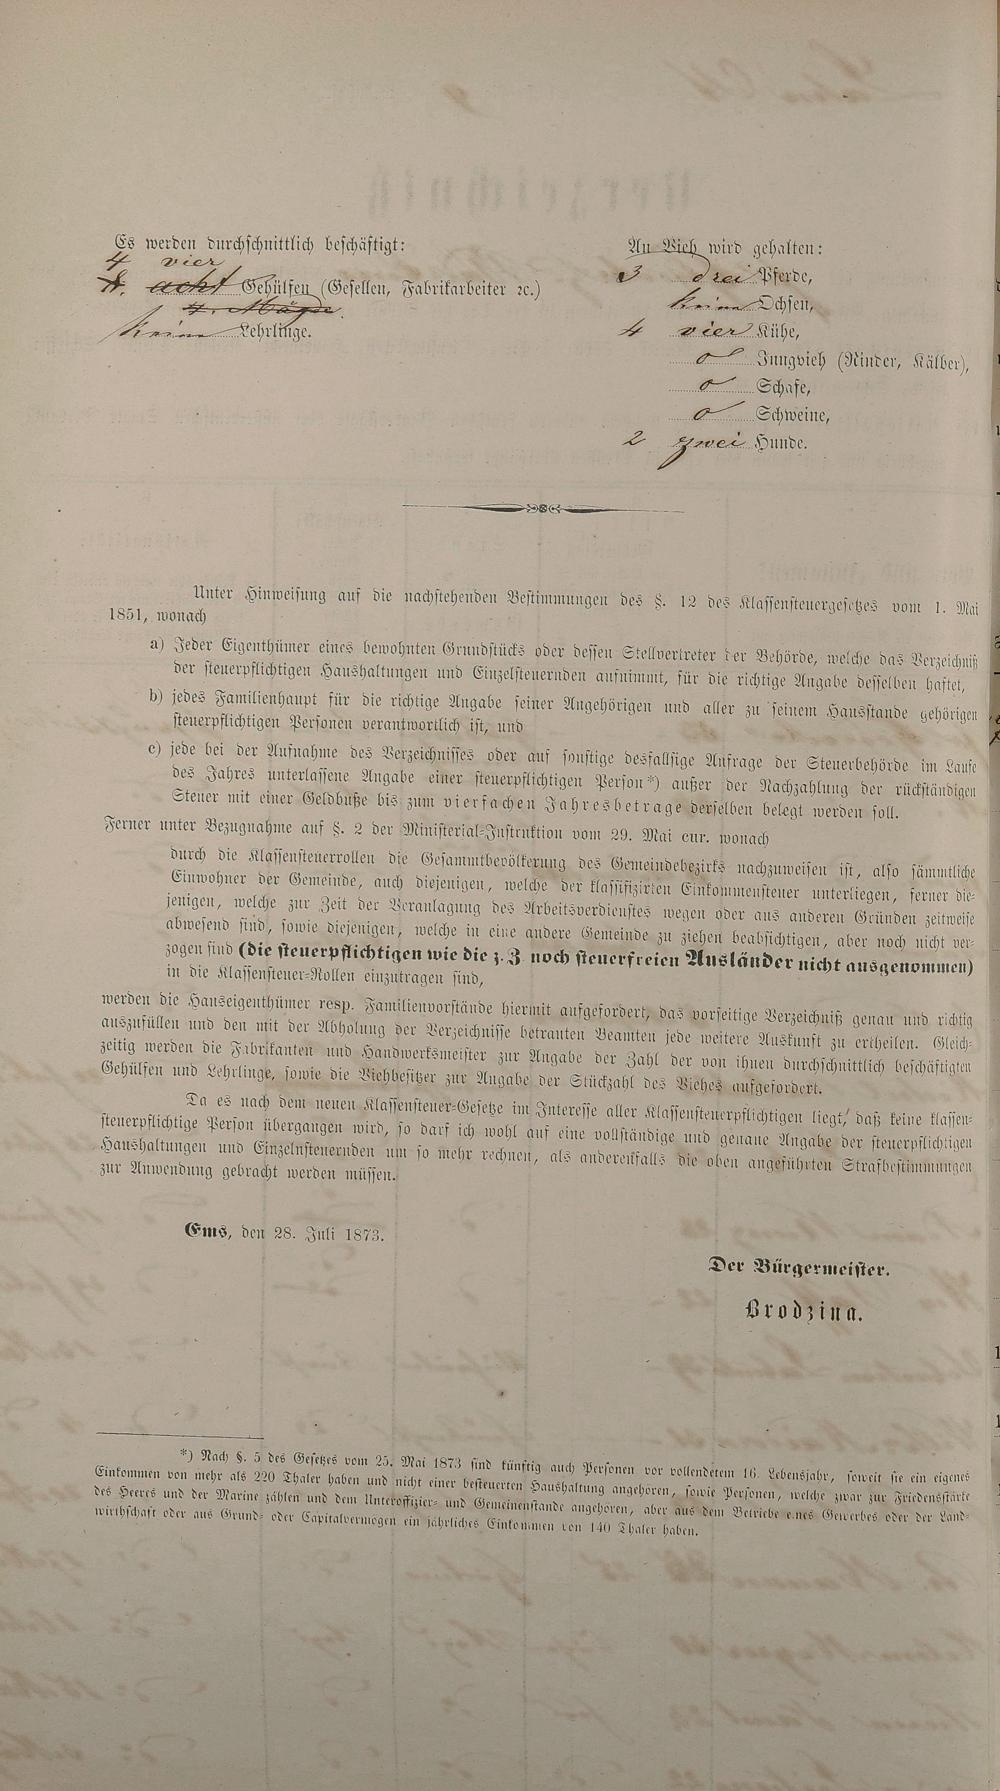 Es werden durchschnittlich beschäftigt:
4 vier
8. acht Gehülfen (Gesellen, Fabrikarbeiter ꝛc.)
4. Mägde.
keine Lehrlinge.
An Vieh wird gehalten:
3 drei Pferde,
keine Ochsen,
4 vier Kühe,
o Jungvieh (Rinder, Kälber),
o Schafe,
o Schweine,
2 zwei Hunde.
Unter Hinweisung auf die nachstehenden Bestimmungen des §. 12 des Klassensteuergesetzes vom 1. Mai
1851, wonach
a) Jeder Eigenthümer eines bewohnten Grundstücks oder dessen Stellvertreter der Behörde, welche das Verzeichniß
der steuerpflichtigen Haushaltungen und Einzelsteuernden aufnimmt, für die richtige Angabe desselben haftet,
b) jedes Familienhaupt für die richtige Angabe seiner Angehörigen und aller zu seinem Hausstande gehörigen
steuerpflichtigen Personen verantwortlich ist, und
c) jede bei der Aufnahme des Verzeichnisses oder auf sonstige desfallsige Anfrage der Steuerbehörde im Laufe
des Jahres unterlassene Angabe einer steuerpflichtigen Person*) außer der Nachzahlung der rückständigen
Steuer mit einer Geldbuße bis zum vierfachen Jahresbetrage derselben belegt werden soll.
Ferner unter Bezugnahme auf §. 2 der Ministerial-Instruktion vom 29. Mai cur. wonach
durch die Klassensteuerrollen die Gesammtbevölkerung des Gemeindebezirks nachzuweisen ist, also sämmtliche
Einwohner der Gemeinde, auch diejenigen, welche der klassifizirten Einkommensteuer unterliegen, ferner die-
jenigen, welche zur Zeit der Veranlagung des Arbeitsverdienstes wegen oder aus anderen Gründen zeitweise
abwesend sind, sowie diejenigen, welche in eine andere Gemeinde zu ziehen beabsichtigen, aber noch nicht ver-
zogen sind (die steuerpflichtigen wie die z. Z. noch steuerfreien Ausländer nicht ausgenommen)
in die Klassensteuer-Rollen einzutragen sind,
werden die Hauseigenthümer resp. Familienvorstände hiermit aufgefordert, das vorseitige Verzeichniß genau und richtig
auszufüllen und den mit der Abholung der Verzeichnisse betrauten Beamten jede weitere Auskunft zu ertheilen. Gleich-
zeitig werden die Fabrikanten und Handwerksmeister zur Angabe der Zahl der von ihnen durchschnittlich beschäftigten
Gehülfen und Lehrlinge, sowie die Viehbesitzer zur Angabe der Stückzahl des Viehes aufgefordert.
Da es nach dem neuen Klassensteuer-Gesetze im Interesse aller Klassensteuerpflichtigen liegt, daß keine klassen-
steuerpflichtige Person übergangen wird, so darf ich wohl auf eine vollständige und genaue Angabe der steuerpflichtigen
Haushaltungen und Einzelnsteuernden um so mehr rechnen, als anderenfalls die oben angeführten Strafbestimmungen
zur Anwendung gebracht werden müssen.
Ems, den 28. Juli 1873.
Der Bürgermeister.
Brodzina.
*) Nach §. 5 des Gesetzes vom 25. Mai 1873 sind künftig auch Personen vor vollendetem 16. Lebensjahr, soweit sie ein eigenes
Einkommen von mehr als 220 Thaler haben und nicht einer besteuerten Haushaltung angehören, sowie Personen, welche zwar zur Friedensstärke
des Heeres und der Marine zählen und dem Unteroffizier- und Gemeinenstande angehören, aber aus dem Betriebe eines Gewerbes oder der Land-
wirthschaft oder aus Grund- oder Capitalvermögen ein jährliches Einkommen von 140 Thaler haben.